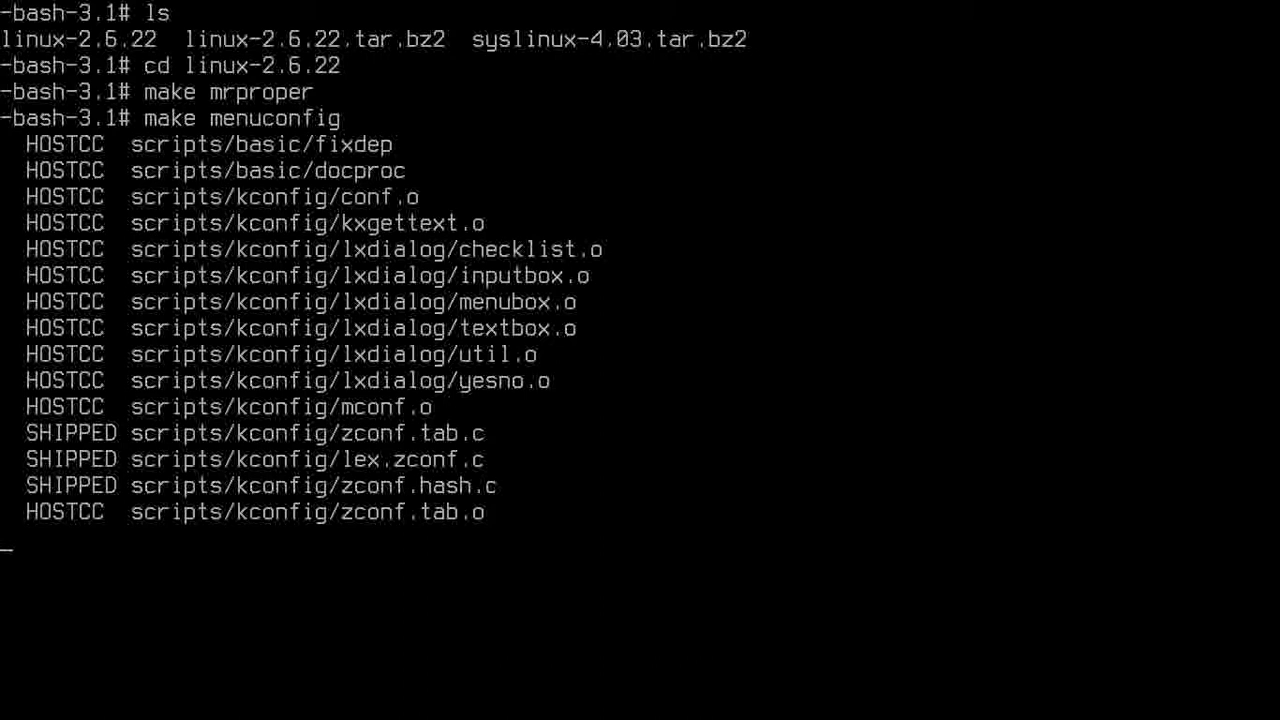 -bash-3.1# ls
linux-2.6.22  linux-2.6.22.tar.bz2  syslinux-4.03.tar.bz2
-bash-3.1# cd linux-2.6.22
-bash-3.1# make mrproper
-bash-3.1# make menuconfig
  HOSTCC  scripts/basic/fixdep
  HOSTCC  scripts/basic/docproc
  HOSTCC  scripts/kconfig/conf.o
  HOSTCC  scripts/kconfig/kxgettext.o
  HOSTCC  scripts/kconfig/lxdialog/checklist.o
  HOSTCC  scripts/kconfig/lxdialog/inputbox.o
  HOSTCC  scripts/kconfig/lxdialog/menubox.o
  HOSTCC  scripts/kconfig/lxdialog/textbox.o
  HOSTCC  scripts/kconfig/lxdialog/util.o
  HOSTCC  scripts/kconfig/lxdialog/yesno.o
  HOSTCC  scripts/kconfig/mconf.o
  SHIPPED scripts/kconfig/zconf.tab.c
  SHIPPED scripts/kconfig/lex.zconf.c
  SHIPPED scripts/kconfig/zconf.hash.c
  HOSTCC  scripts/kconfig/zconf.tab.o
_